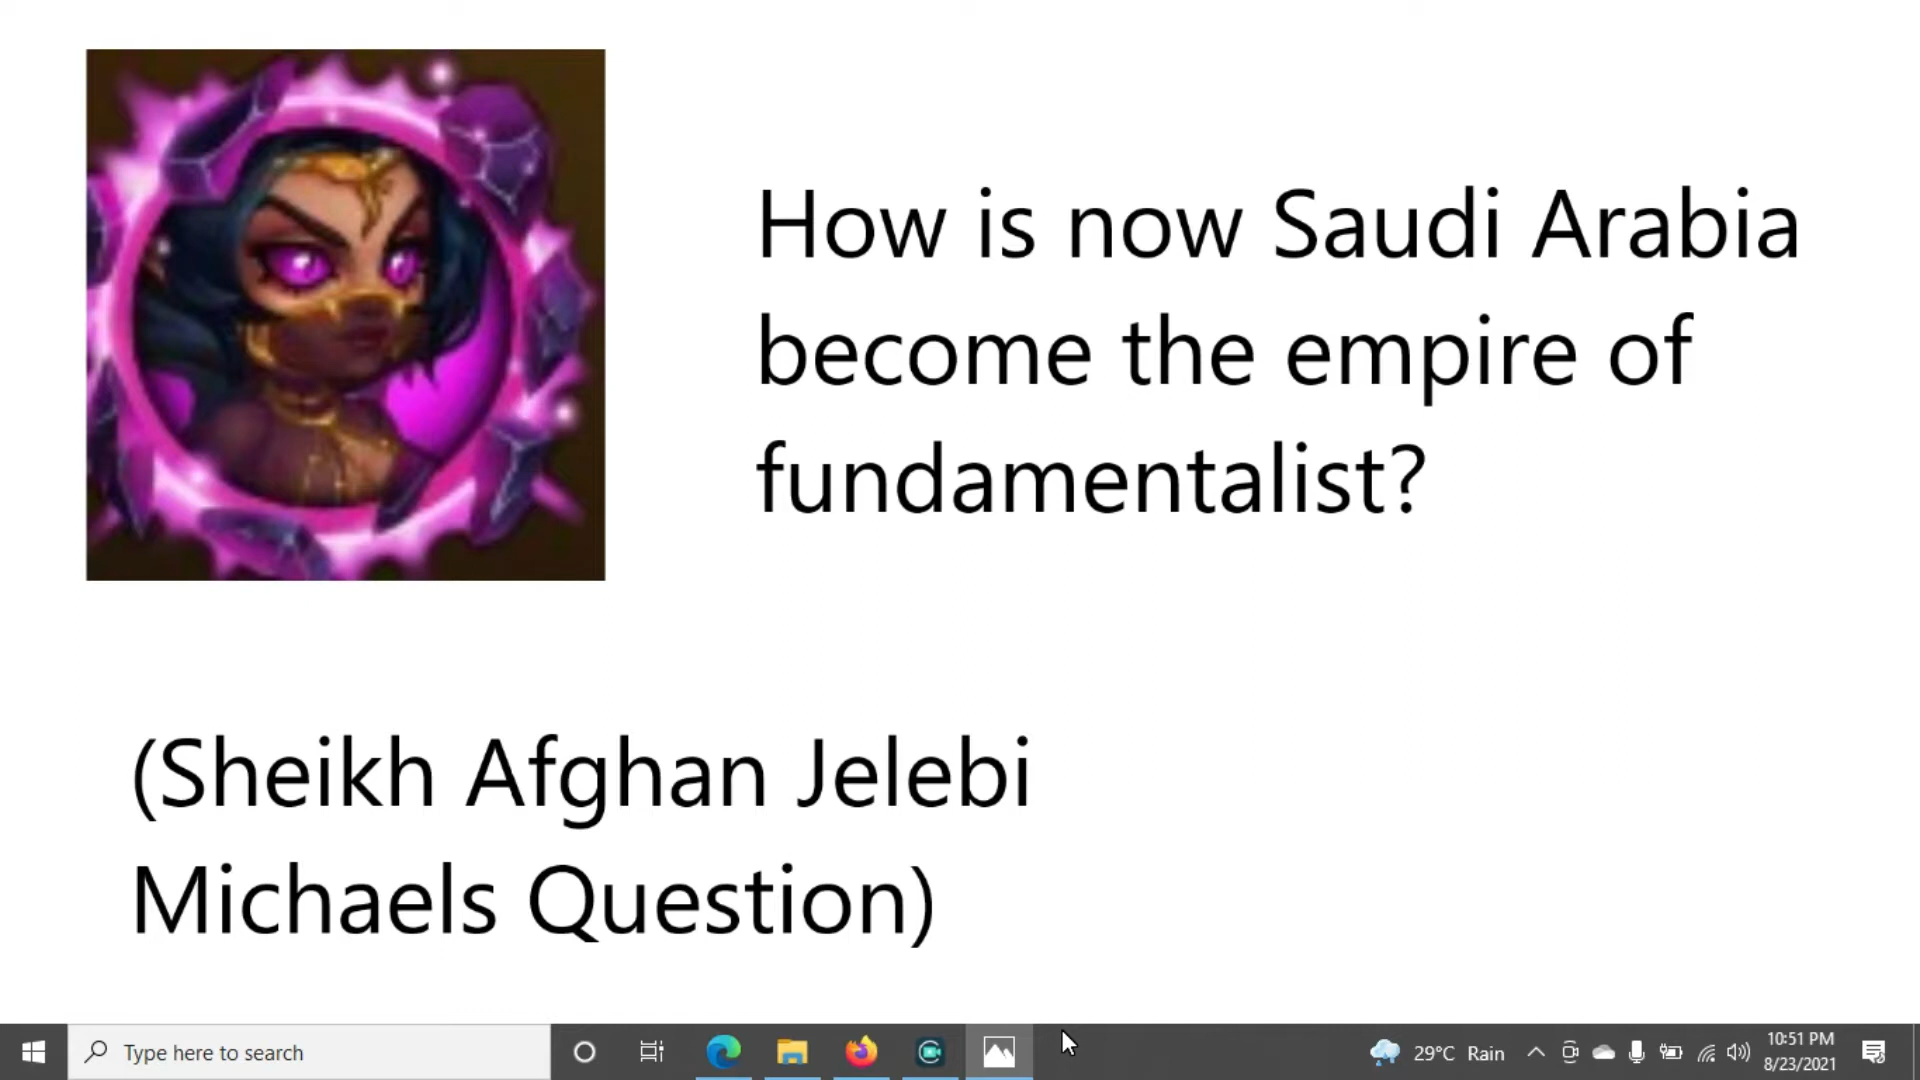 How is now Saudi Arabia
become the empire of
fundamentalist?
(Sheikh Afghan Jelebi
Michaels Question)
Type here to search
29°C Rain
10:51 PM
8/23/2021